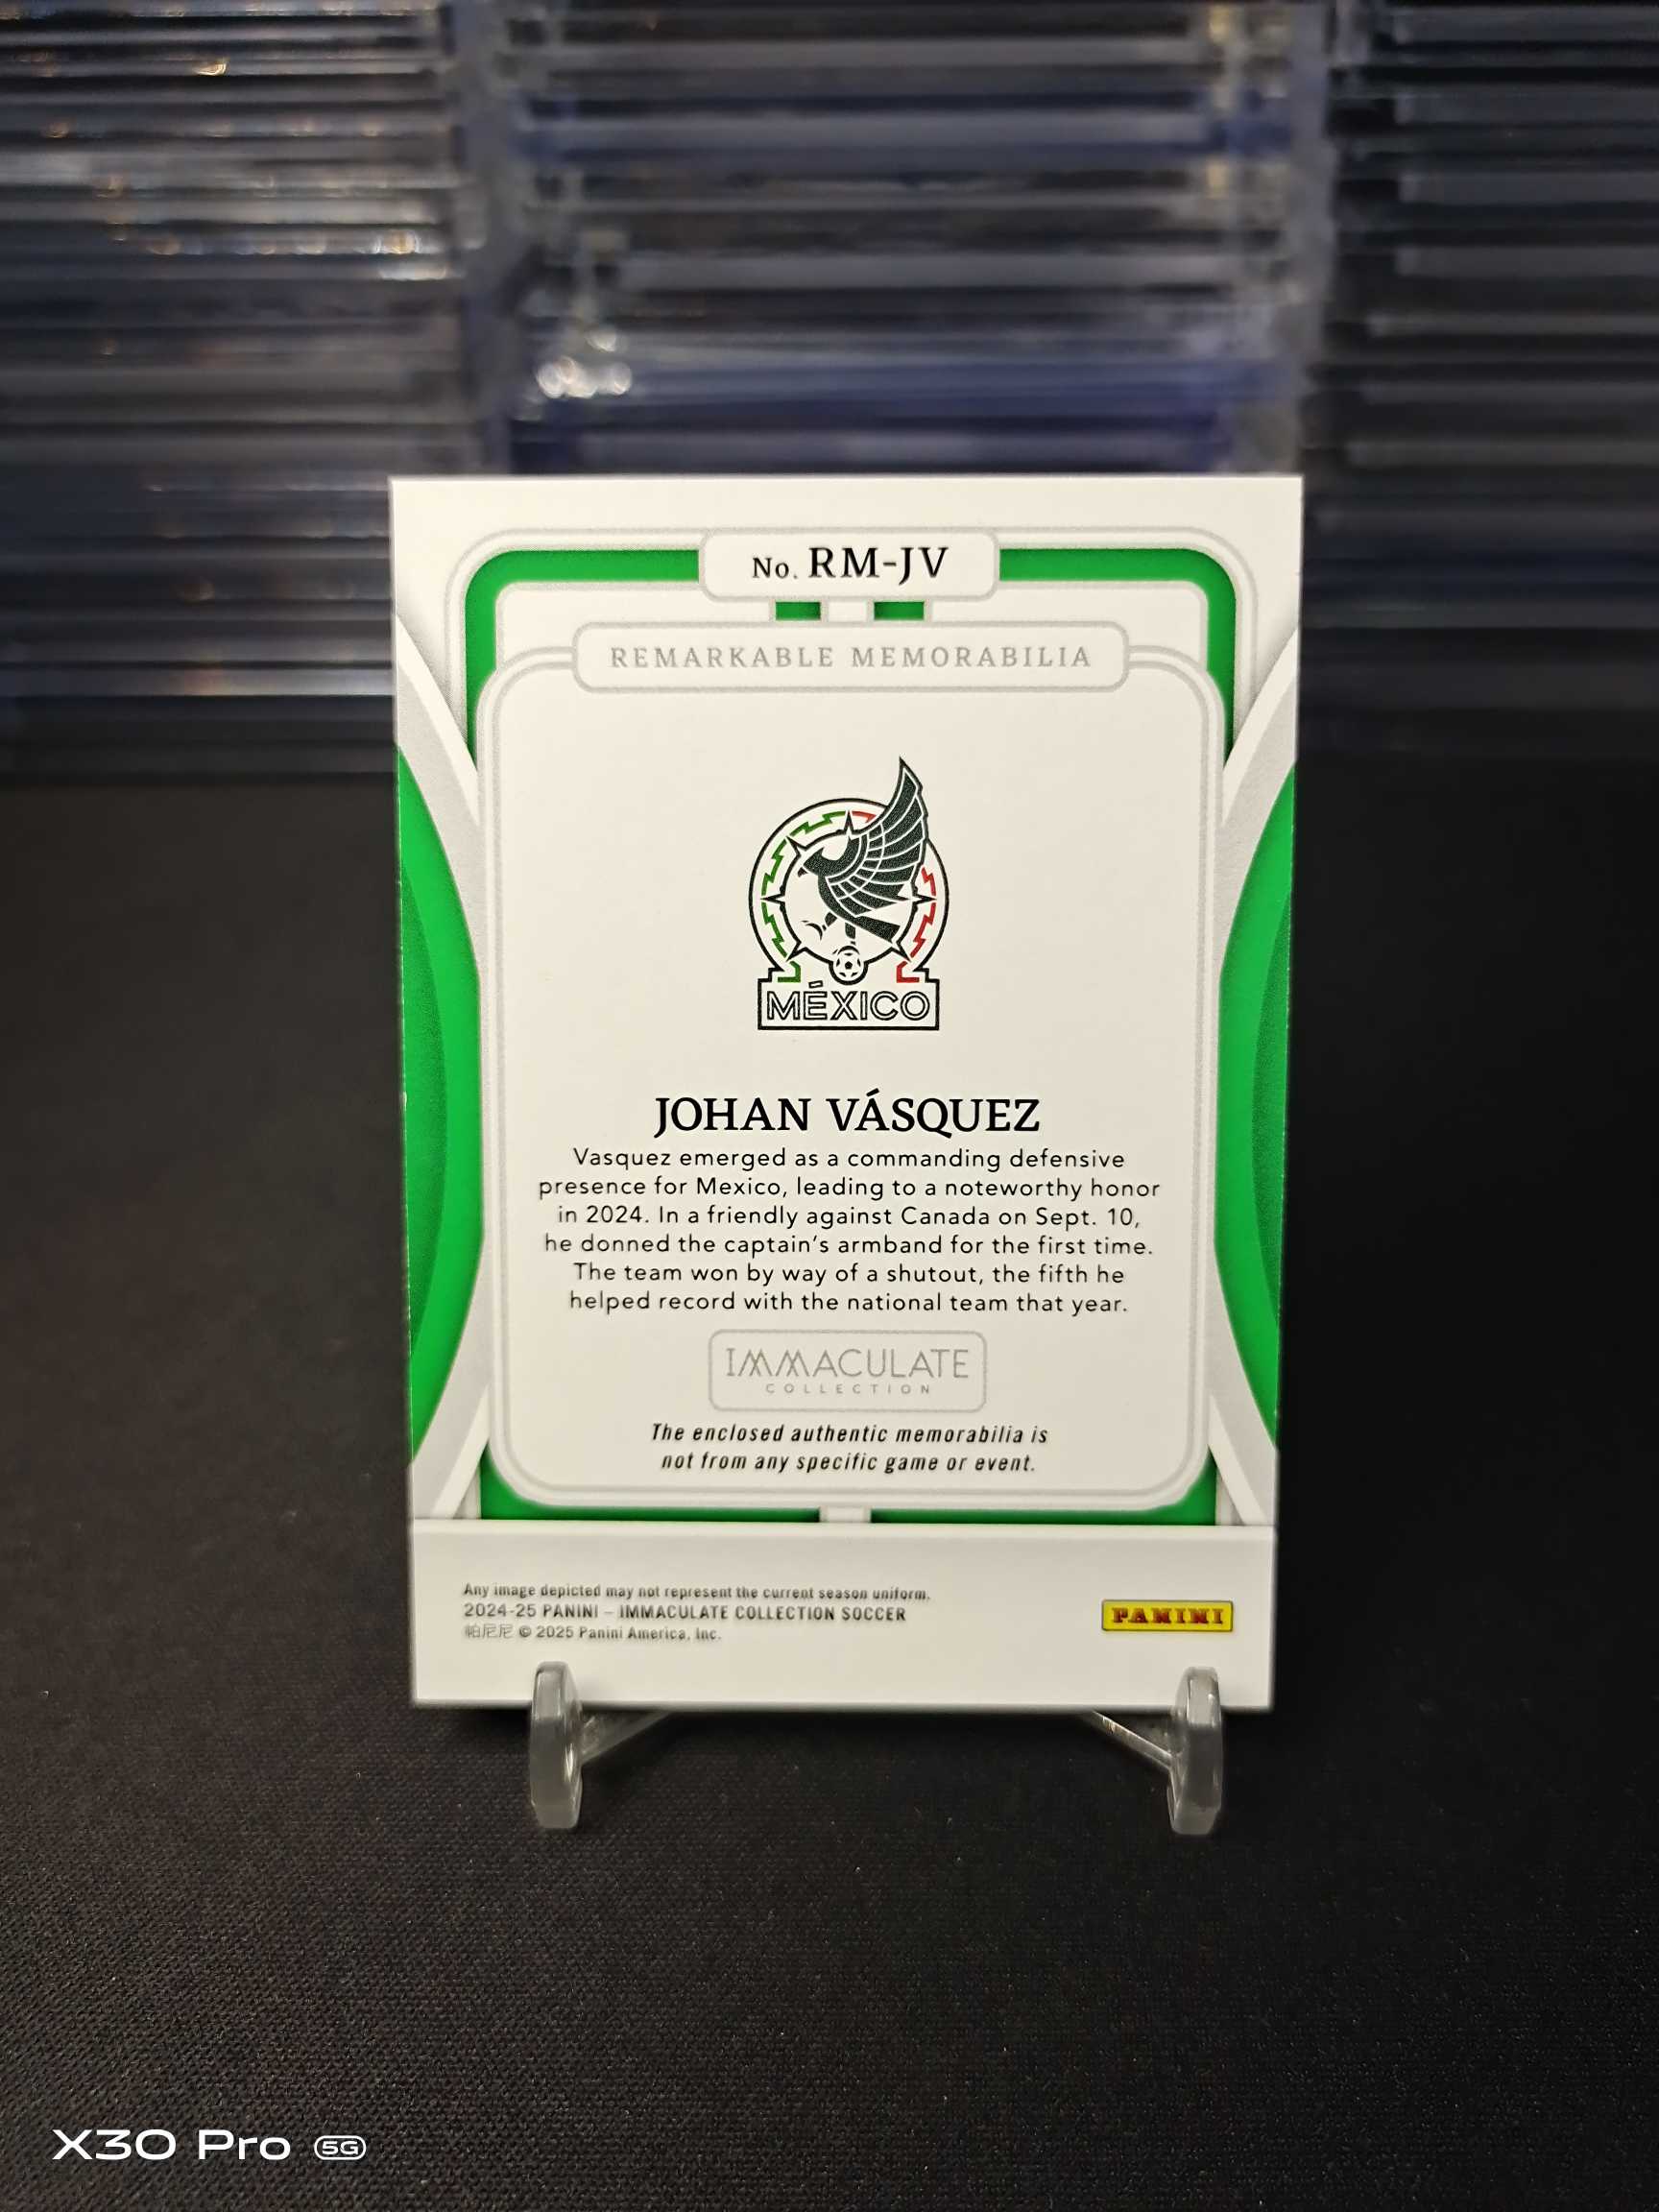 No. RM-JV
REMARKABLE MEMORABILIA
MÉXICO
JOHAN VÁSQUEZ
Vasquez emerged as a commanding defensive
presence for Mexico, leading to a noteworthy honor
in 2024. In a friendly against Canada on Sept. 10,
he donned the captain's armband for the first time.
The team won by way of a shutout, the fifth he
helped record with the national team that year.
IMMACULATE
COLLECTION
The enclosed authentic memorabilia is
not from any specific game or event.
Any image depicted may not represent the current season uniform.
2024-25 PANINI – IMMACULATE COLLECTION SOCCER
帕尼尼 © 2025 Panini America, Inc.
PANINI
X30 Pro 5G